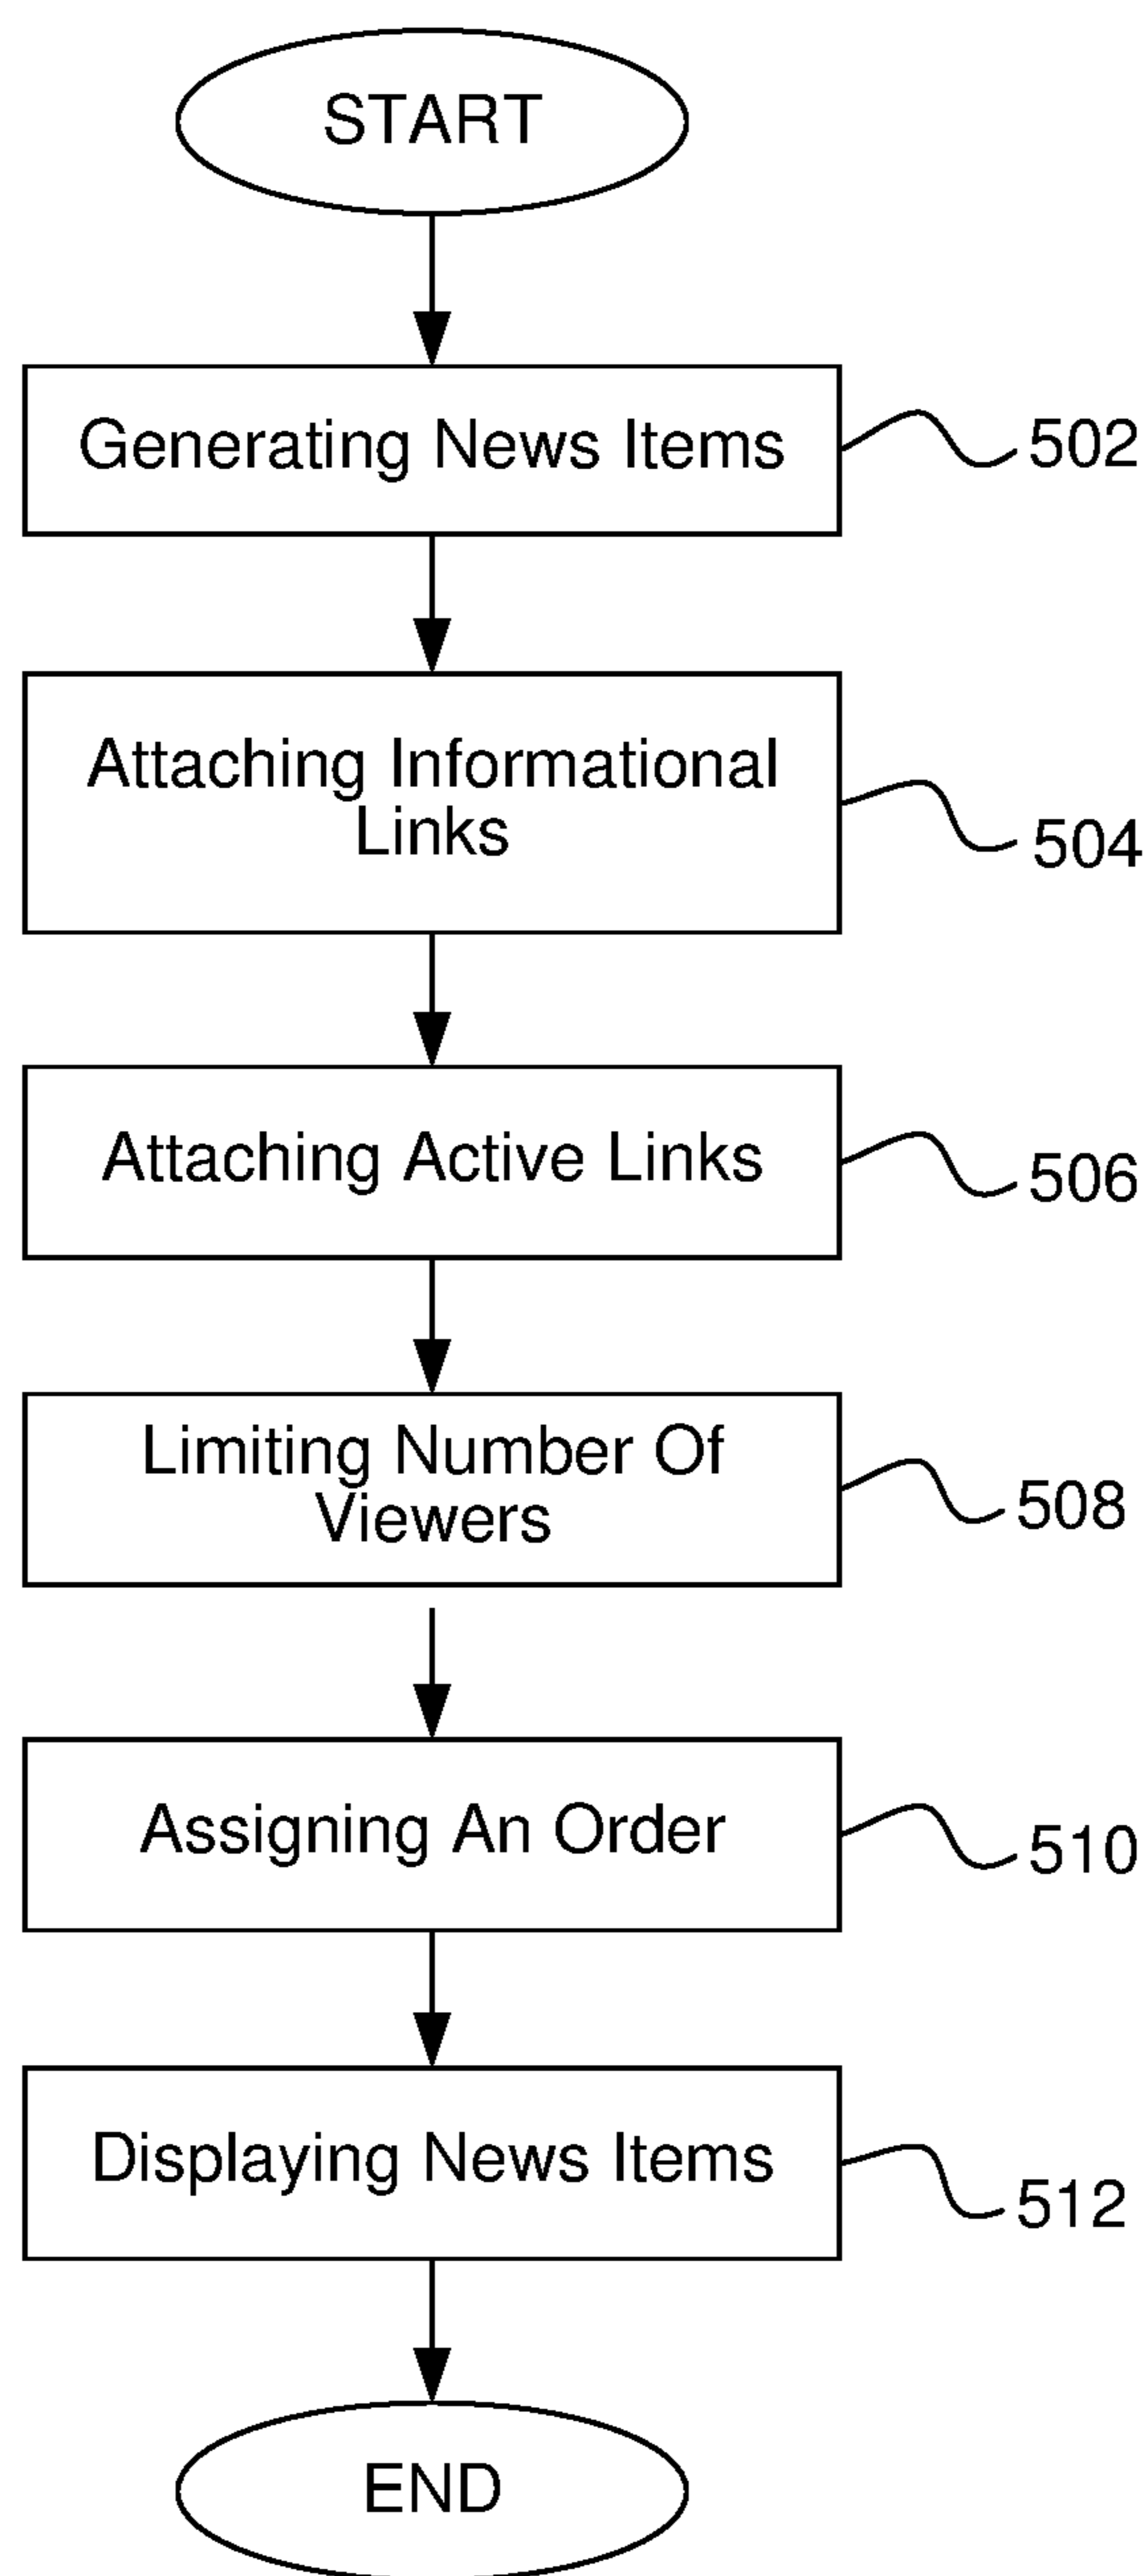 START
Generating News Items
502
Attaching Informational
Links
504
Attaching Active Links
506
Limiting Number Of
Viewers
508
Assigning An Order
510
Displaying News Items
512
END